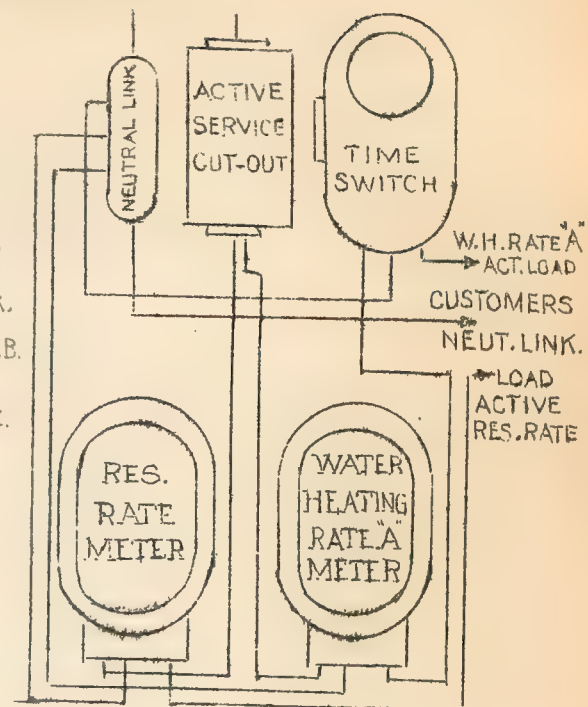 NEUTRAL LINK
ACTIVE
SERVICE
CUT-OUT
TIME
SWITCH
W.H. RATE "A"
ACT. LOAD
CUSTOMERS
NEUT. LINK.
LOAD
ACTIVE
RES. RATE
.B.
RES.
RATE
METER
WATER
HEATING
RATE "A"
METER